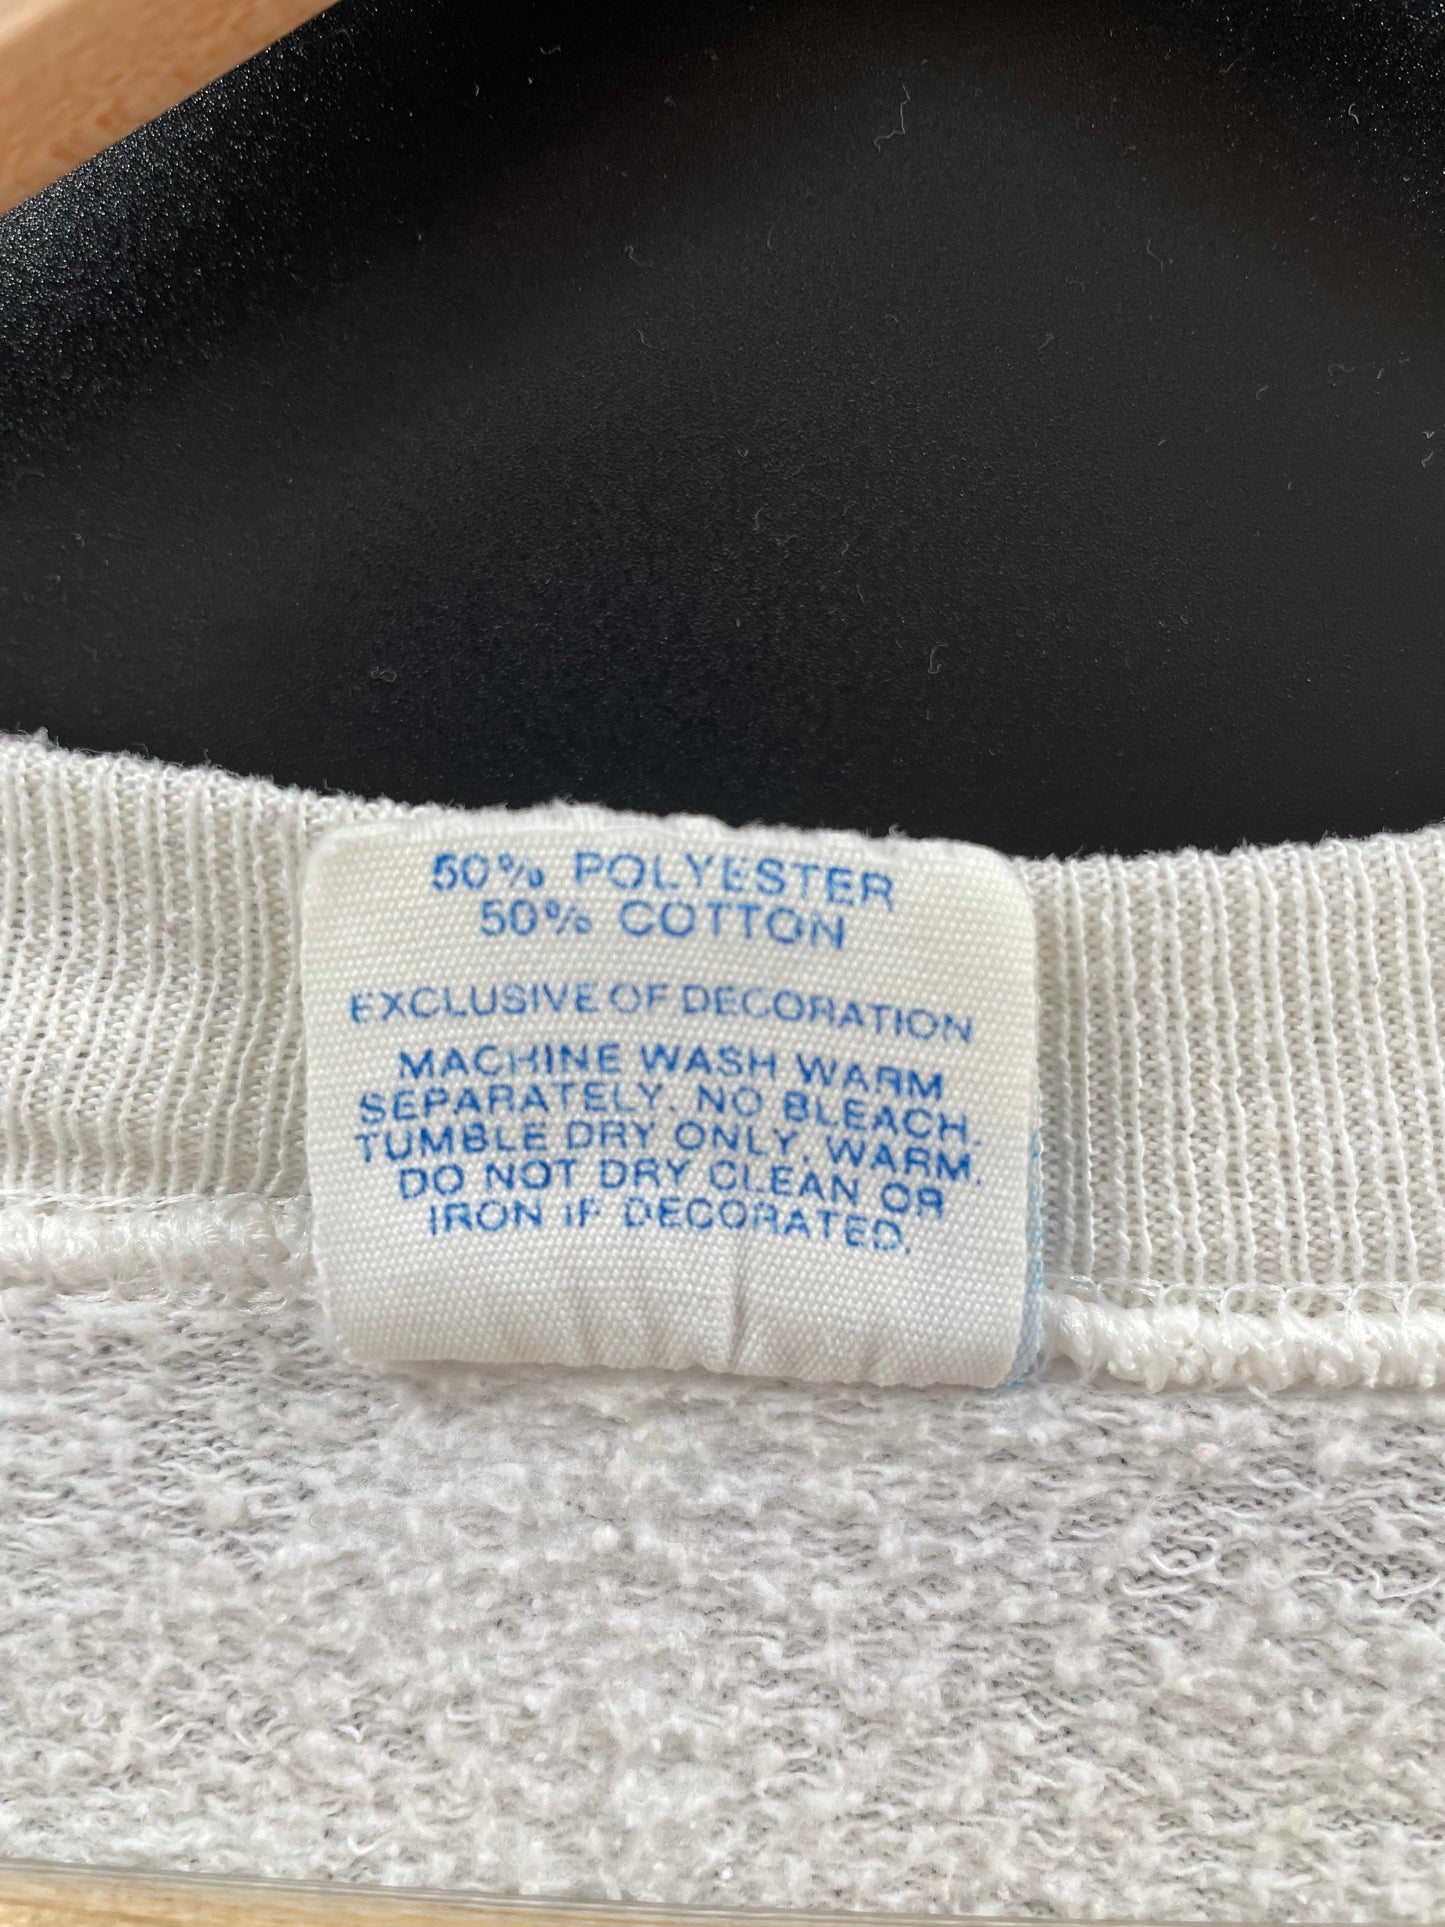 50% POLYESTER
50% COTTON
EXCLUSIVE OF DECORATION
MACHINE WASH WARM
SEPARATELY. NO BLEACH.
TUMBLE DRY ONLY, WARM.
DO NOT DRY CLEAN OR
IRON IF DECORATED.